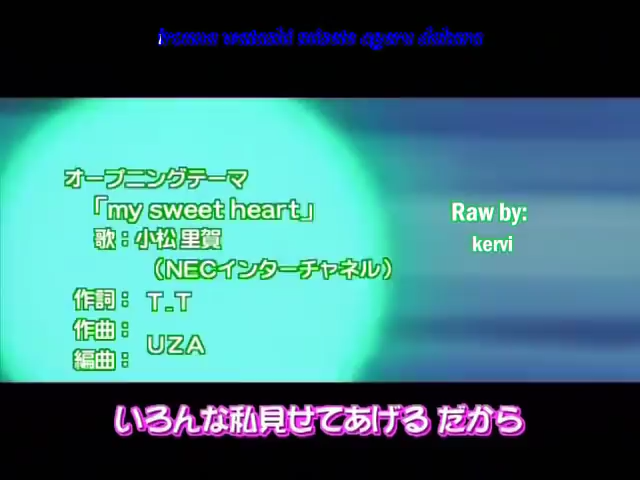 ironna watashi misete ageru dakara
オープニングテーマ
「my sweet heart」
歌：小松里賀
（NECインターチャネル）
作詞： T.T
作曲：
編曲： UZA
Raw by:
kervi
いろんな私見せてあげる だから